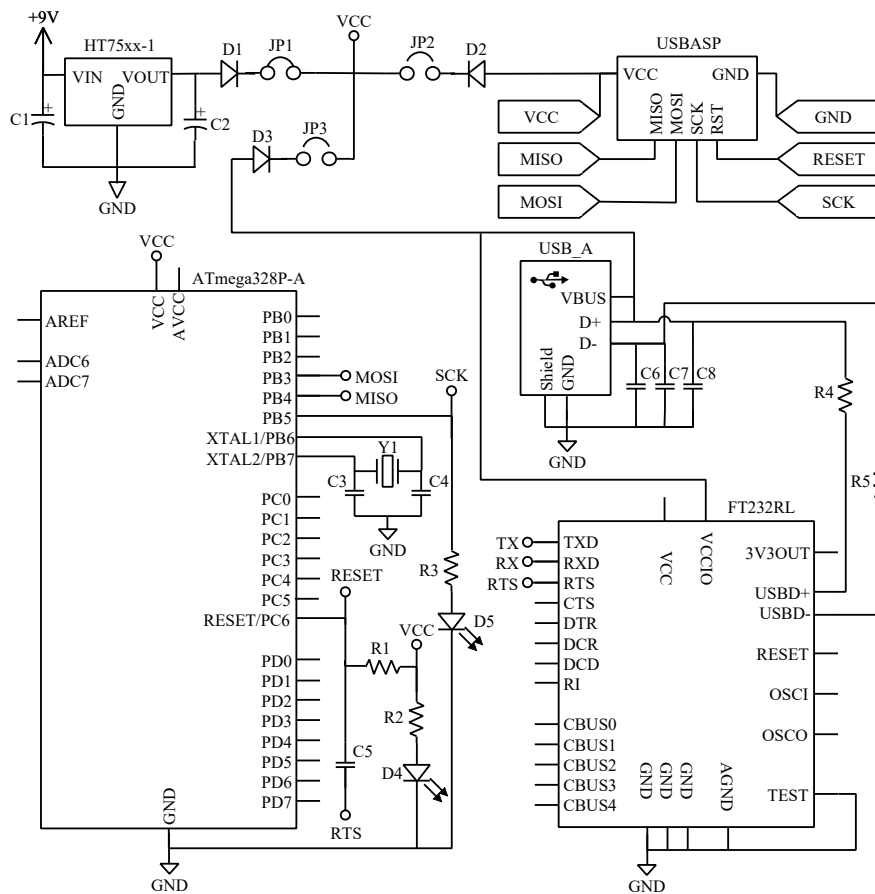 +9V
HT75xx-1
VIN
VOUT
GND
C1
+
+
C2
GND
D1
JP1
VCC
JP2
D2
D3
JP3
USBASP
VCC
GND
MISO
MOSI
SCK
RST
VCC
MISO
MOSI
GND
RESET
SCK
VCC
ATmega328P-A
VCC
AVCC
AREF
ADC6
ADC7
PB0
PB1
PB2
PB3
PB4
PB5
XTAL1/PB6
XTAL2/PB7
PC0
PC1
PC2
PC3
PC4
PC5
RESET/PC6
PD0
PD1
PD2
PD3
PD4
PD5
PD6
PD7
GND
GND
MOSI
MISO
SCK
Y1
C3
C4
GND
RESET
R3
D5
VCC
R1
R2
C5
D4
RTS
USB_A
VBUS
D+
D-
Shield
GND
C6
C7
C8
GND
R4
R5
FT232RL
VCC
VCCIO
TX
RX
RTS
TXD
RXD
RTS
CTS
DTR
DCR
DCD
RI
CBUS0
CBUS1
CBUS2
CBUS3
CBUS4
3V3OUT
USBD+
USBD-
RESET
OSCI
OSCO
TEST
GND
GND
GND
AGND
GND